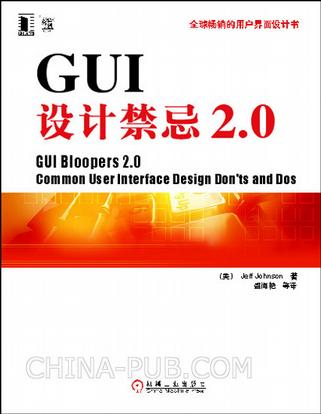 全球畅销的用户界面设计书
GUI
设计禁忌 2.0
GUI Bloopers 2.0
Common User Interface Design Don'ts and Dos
(美) Jeff Johnson 著
盛海艳 等译
CHINA-PUB.COM
机械工业出版社